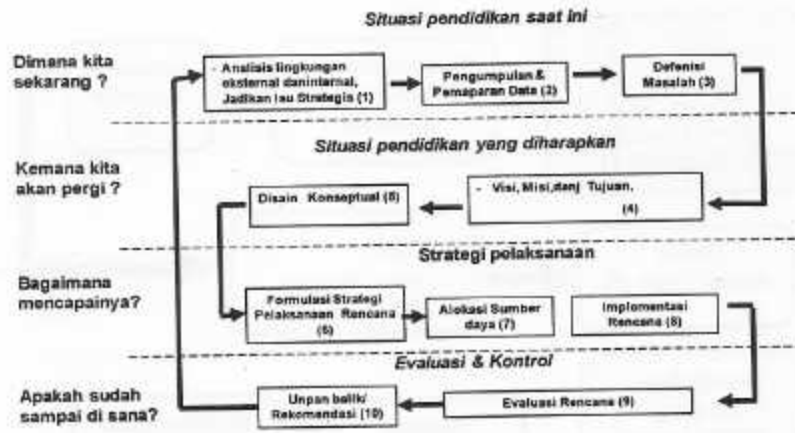 Situasi pendidikan saat ini
Dimana kita
sekarang ?
- Analisis lingkungan
eksternal daninternal,
Jadikan Isu Strategis (1)
Pengumpulan &
Pemaparan Data (2)
Defenisi
Masalah (3)
Situasi pendidikan yang diharapkan
Kemana kita
akan pergi ?
Disain Konseptual (5)
- Visi, Misi,danj Tujuan,
(4)
Strategi pelaksanaan
Bagaimana
mencapainya?
Formulasi Strategi
Pelaksanaan Rencana
(6)
Alokasi Sumber
daya (7)
Implementasi
Rencana (8)
Evaluasi & Kontrol
Apakah sudah
sampai di sana?
Unpan balik/
Rekomendasi (10)
Evaluasi Rencana (9)